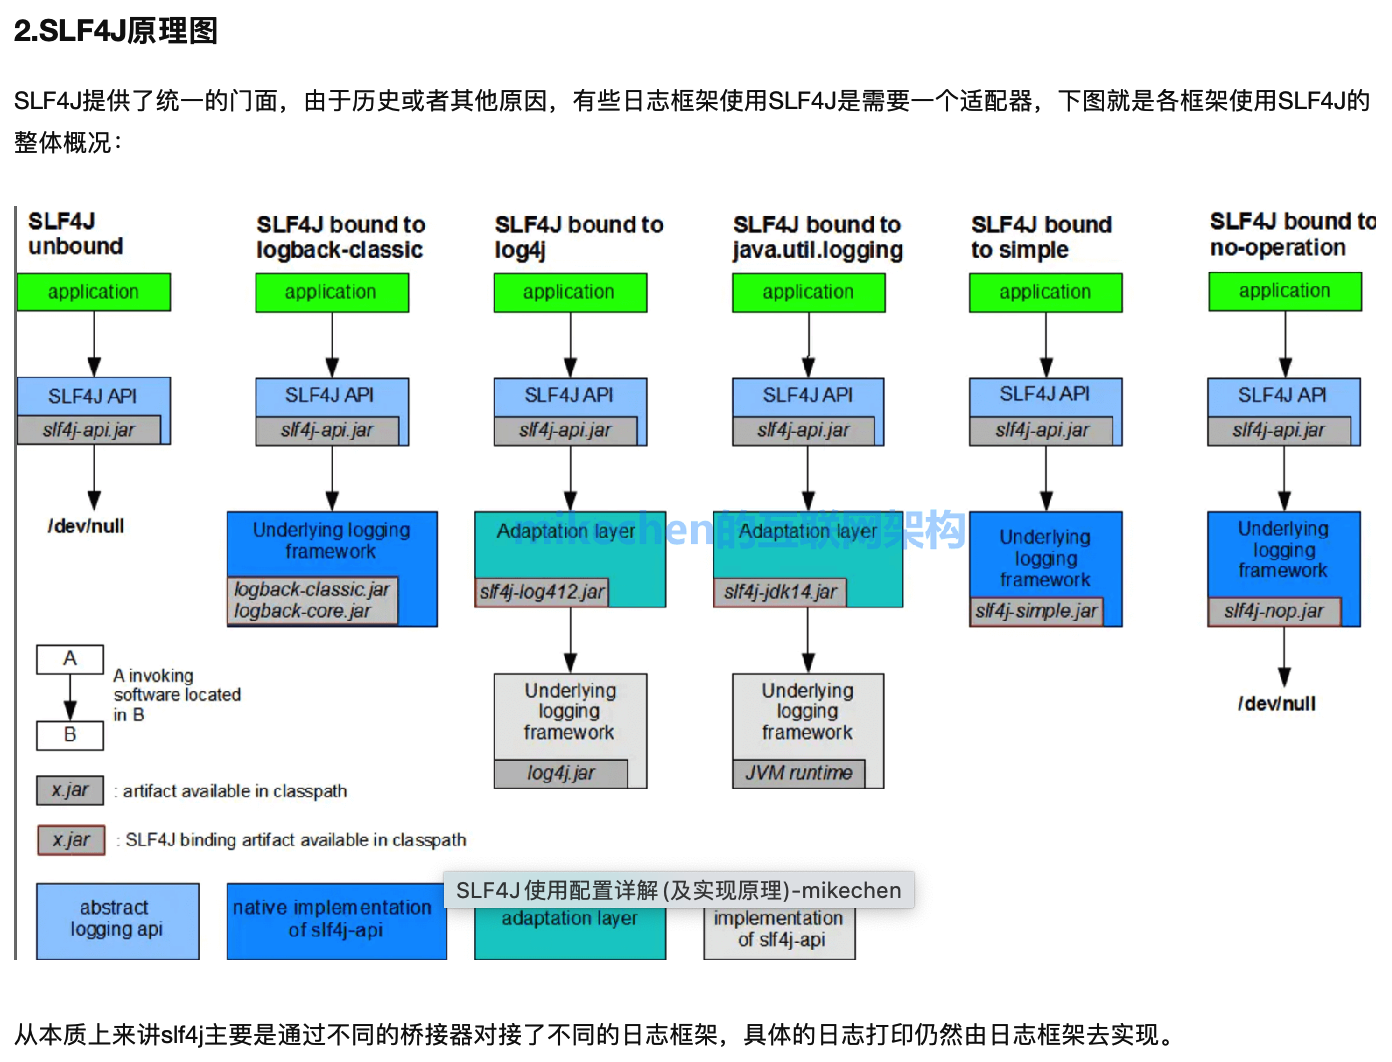 2.SLF4J原理图
SLF4J提供了统一的门面，由于历史或者其他原因，有些日志框架使用SLF4J是需要一个适配器，下图就是各框架使用SLF4J的
整体概况：
SLF4J
unbound
application
SLF4J API
slf4j-api.jar
/dev/null
SLF4J bound to
logback-classic
application
SLF4J API
slf4j-api.jar
Underlying logging
framework
logback-classic.jar
logback-core.jar
SLF4J bound to
log4j
application
SLF4J API
slf4j-api.jar
Adaptation layer
slf4j-log412.jar
Underlying
logging
framework
log4j.jar
SLF4J bound to
java.util.logging
application
SLF4J API
slf4j-api.jar
Adaptation layer
slf4j-jdk14.jar
Underlying
logging
framework
JVM runtime
SLF4J bound
to simple
application
SLF4J API
slf4j-api.jar
Underlying
logging
framework
slf4j-simple.jar
SLF4J bound to
no-operation
application
SLF4J API
slf4j-api.jar
Underlying
logging
framework
slf4j-nop.jar
/dev/null
mikechen的互联网架构
A
B
A invoking
software located
in B
x.jar : artifact available in classpath
x.jar : SLF4J binding artifact available in classpath
abstract
logging api
native implementation
of slf4j-api
SLF4J使用配置详解(及实现原理)-mikechen
adaptation layer
implementation
of slf4j-api
从本质上来讲slf4j主要是通过不同的桥接器对接了不同的日志框架，具体的日志打印仍然由日志框架去实现。